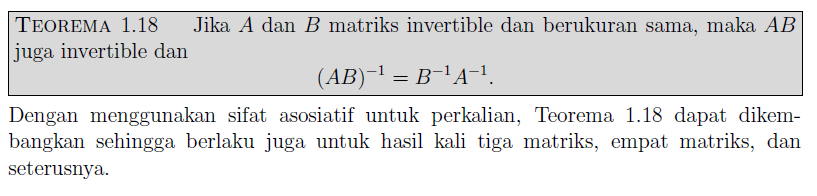 TEOREMA 1.18 Jika A dan B matriks invertible dan berukuran sama, maka AB
juga invertible dan
(AB)⁻¹ = B⁻¹A⁻¹.
Dengan menggunakan sifat asosiatif untuk perkalian, Teorema 1.18 dapat dikem-
bangkan sehingga berlaku juga untuk hasil kali tiga matriks, empat matriks, dan
seterusnya.